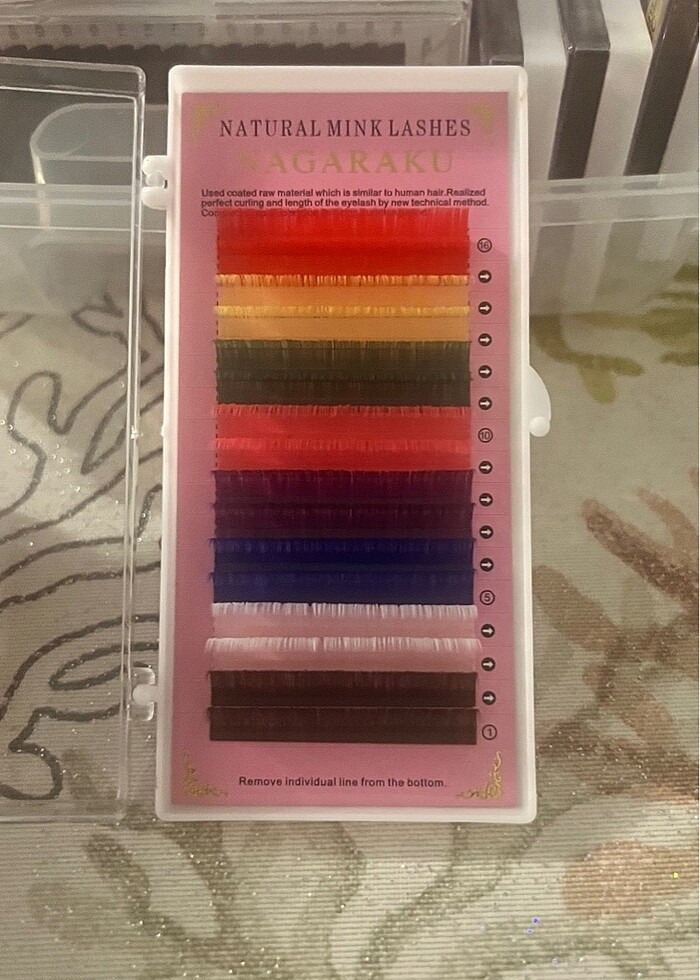 NATURAL MINK LASHES
NAGARAKU
Used coated raw material which is similar to human hair.Realized
perfect curling and length of the eyelash by new technical method.
16
10
5
1
Remove individual line from the bottom.